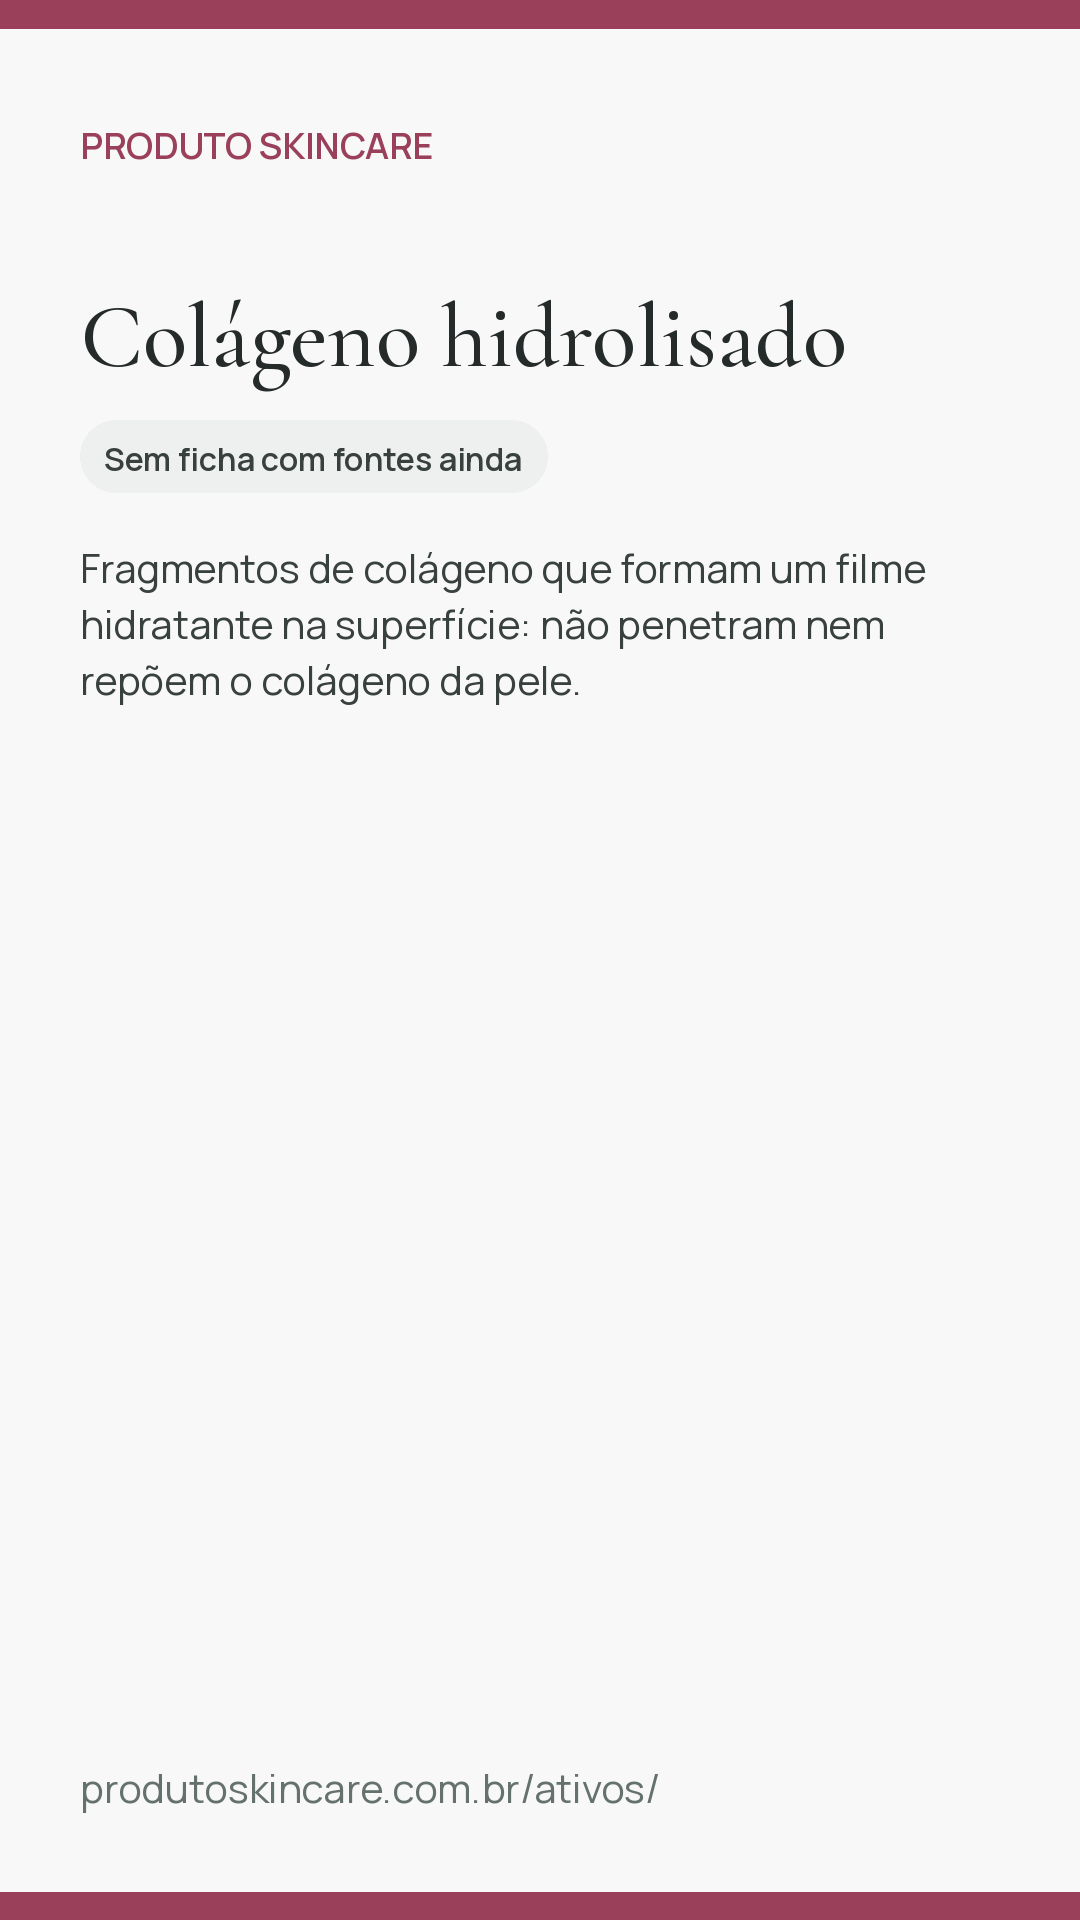 PRODUTO SKINCARE
Colágeno hidrolisado
Sem ficha com fontes ainda
Fragmentos de colágeno que formam um filme
hidratante na superfície: não penetram nem
repõem o colágeno da pele.
produtoskincare.com.br/ativos/